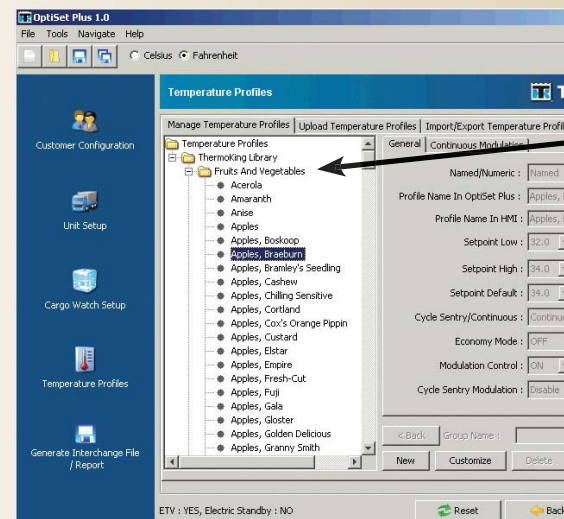 OptiSet Plus 1.0
File Tools Navigate Help
Celsius Fahrenheit
Temperature Profiles
Customer Configuration
Unit Setup
Cargo Watch Setup
Temperature Profiles
Generate Interchange File
/ Report
Manage Temperature Profiles Upload Temperature Profiles Import/Export Temperature Profil
Temperature Profiles
ThermoKing Library
Fruits And Vegetables
Acerola
Amaranth
Anise
Apples
Apples, Boskoop
Apples, Braeburn
Apples, Bramley's Seedling
Apples, Cashew
Apples, Chilling Sensitive
Apples, Cortland
Apples, Cox's Orange Pippin
Apples, Custard
Apples, Elstar
Apples, Empire
Apples, Fresh-Cut
Apples, Fuji
Apples, Gala
Apples, Gloster
Apples, Golden Delicious
Apples, Granny Smith
General Continuous Modulation
Named/Numeric : Named
Profile Name In OptiSet Plus : Apples,
Profile Name In HMI : Apples,
Setpoint Low : 32.0
Setpoint High : 34.0
Setpoint Default : 34.0
Cycle Sentry/Continuous : Continuo
Economy Mode : OFF
Modulation Control : ON
Cycle Sentry Modulation : Disable
< Back Group Name :
New Customize Delete
ETV : YES, Electric Standby : NO
Reset Back